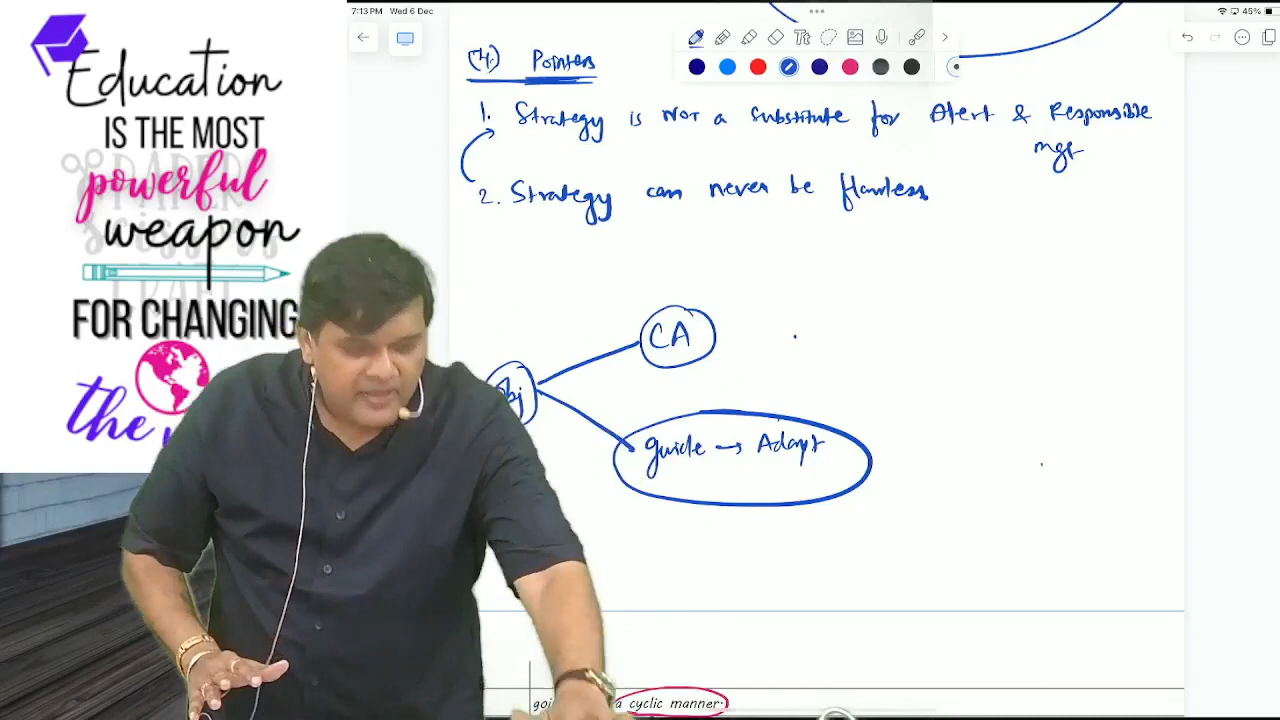 7:13 PM Wed 6 Dec
45%
Education
IS THE MOST
powerful
weapon
FOR CHANGING
the
(4.) Pointers
1. Strategy is NOT a substitute for Alert & Responsible
mgt
2. Strategy can never be flawless
CA
obj
guide → Adapt
a cyclic manner.